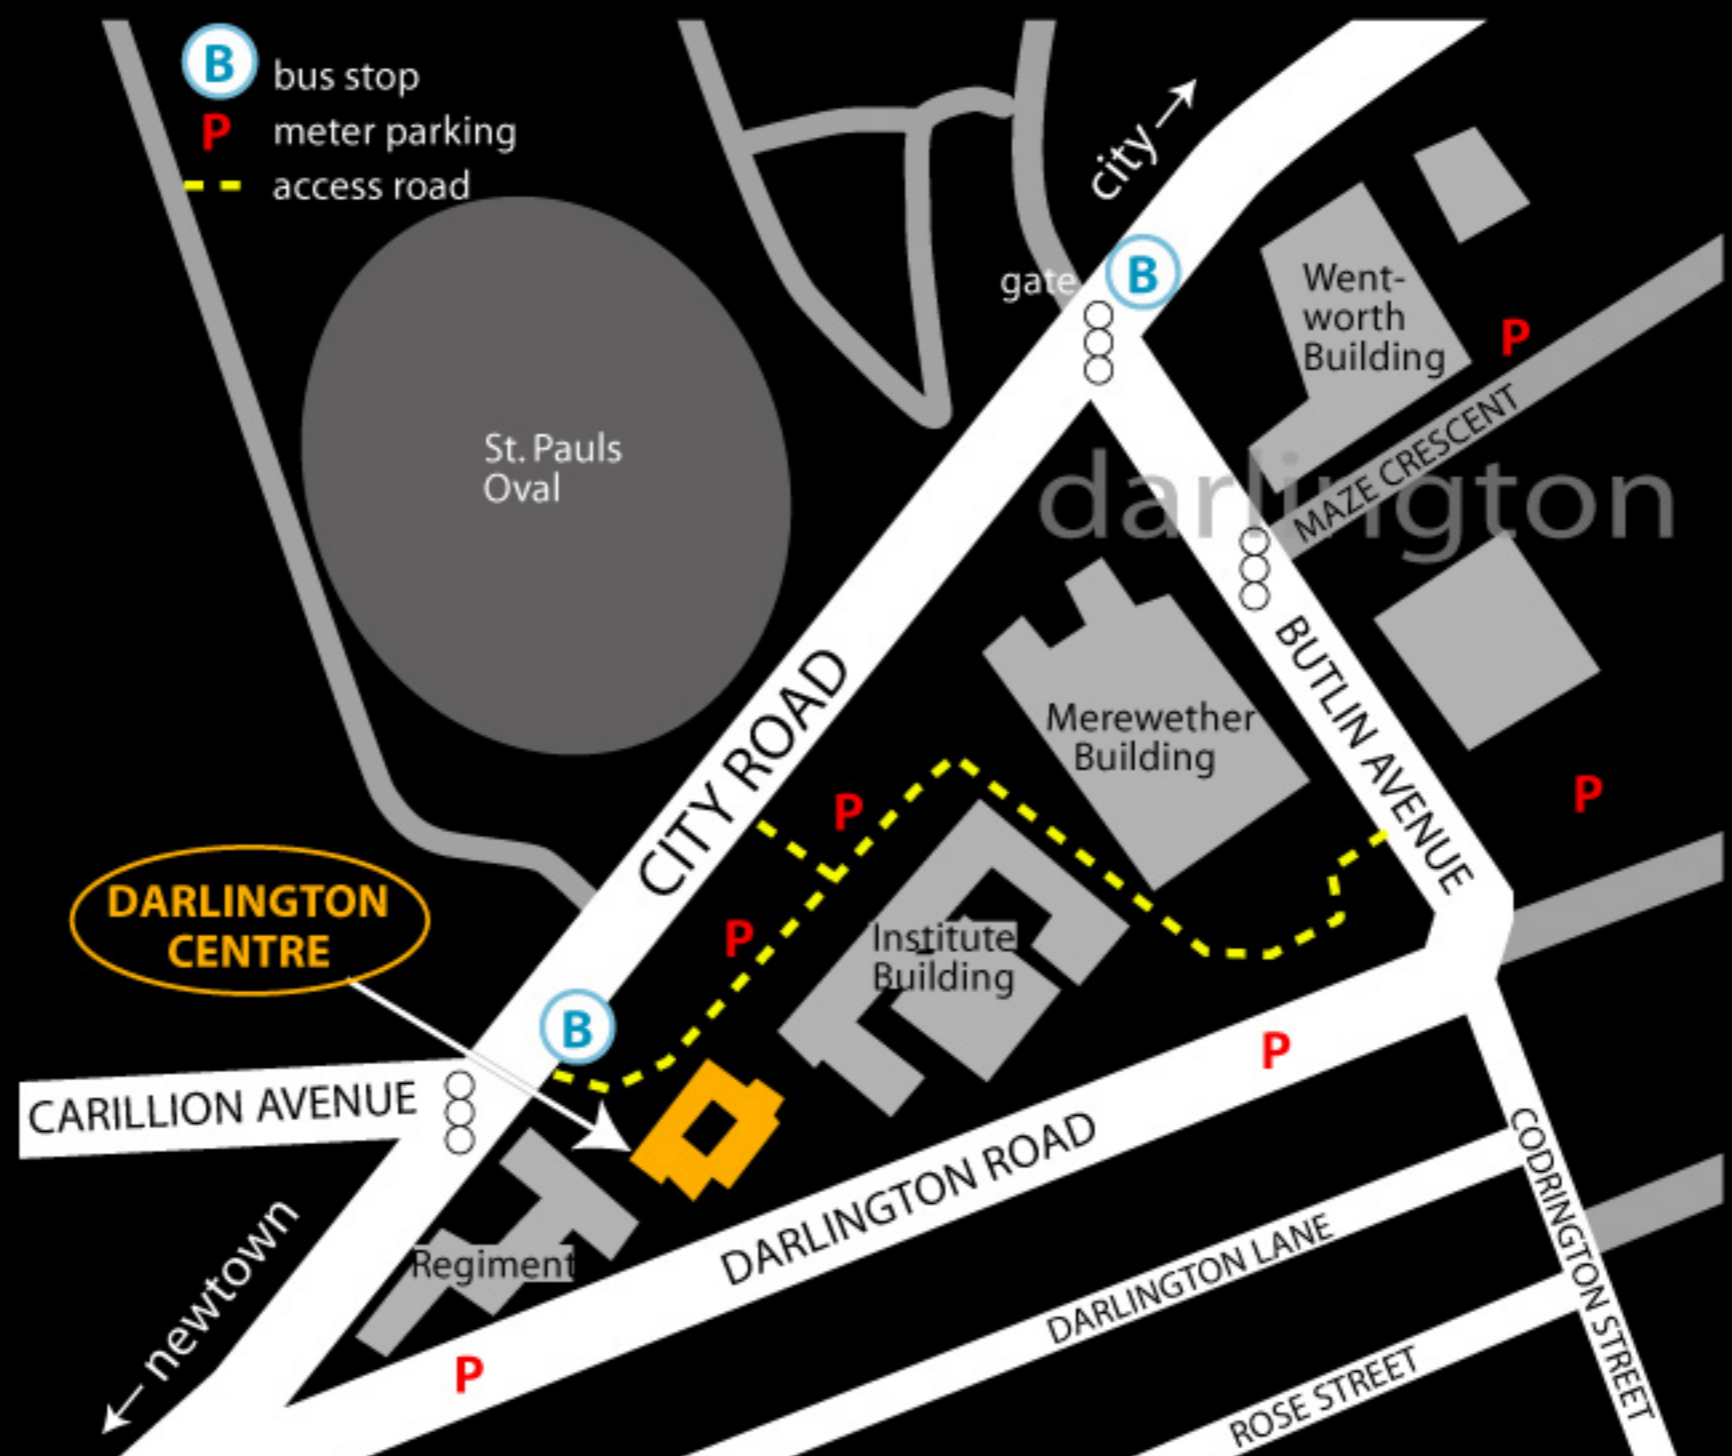 B bus stop
P meter parking
access road
city
gate
B
Went-
worth
Building
P
MAZE CRESCENT
darlington
St. Pauls
Oval
CITY ROAD
BUTLIN AVENUE
Merewether
Building
P
P
P
DARLINGTON
CENTRE
Institute
Building
B
P
CARILLION AVENUE
DARLINGTON ROAD
CODRINGTON STREET
newtown
Regiment
DARLINGTON LANE
P
ROSE STREET